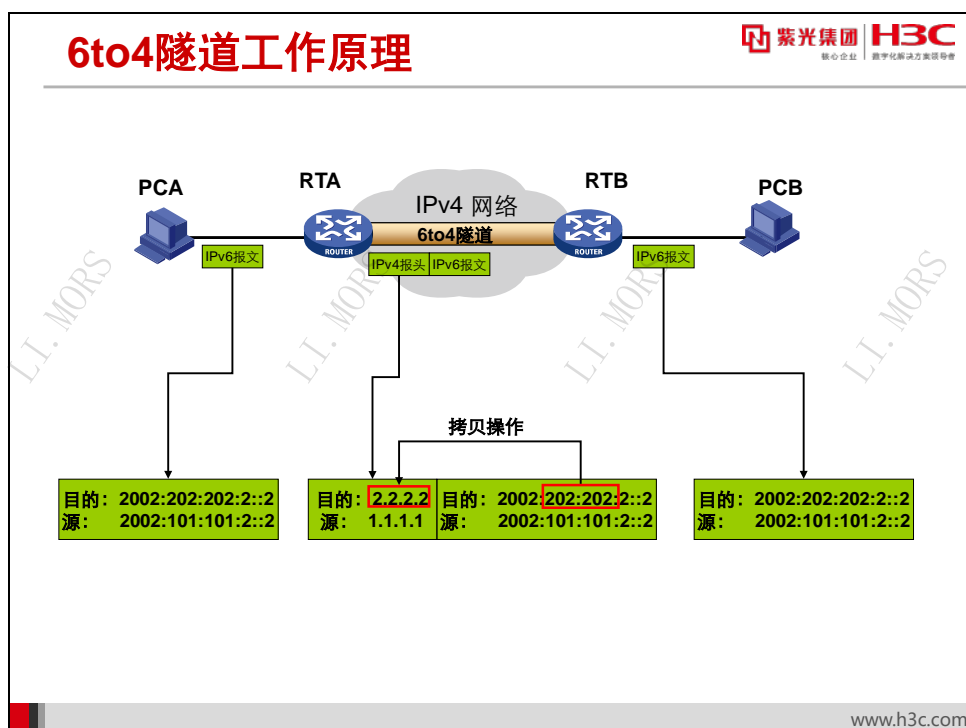 6to4隧道工作原理
紫光集团
核心企业
H3C
数字化解决方案领导者
PCA
RTA
RTB
PCB
IPv4 网络
6to4隧道
ROUTER
ROUTER
IPv6报文
IPv4报头
IPv6报文
IPv6报文
LI. MORS
LI. MORS
LI. MORS
LI. MORS
拷贝操作
目的：2002:202:202:2::2
源： 2002:101:101:2::2
目的：2.2.2.2
源： 1.1.1.1
目的：2002:202:202:2::2
源： 2002:101:101:2::2
目的：2002:202:202:2::2
源： 2002:101:101:2::2
www.h3c.com